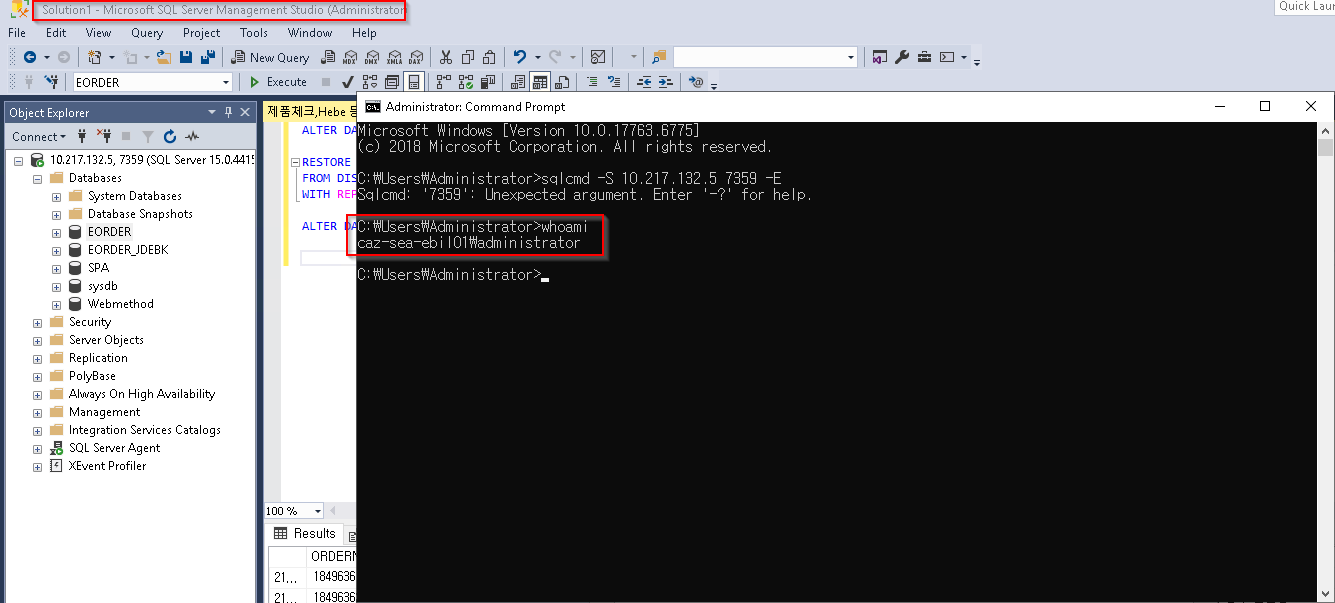 Solution1 - Microsoft SQL Server Management Studio (Administrator)
Quick Laun
File Edit View Query Project Tools Window Help
New Query MDX DMX XMLA DAX
EORDER Execute
Object Explorer
Connect
10.217.132.5, 7359 (SQL Server 15.0.4415
Databases
System Databases
Database Snapshots
EORDER
EORDER_JDEBK
SPA
sysdb
Webmethod
Security
Server Objects
Replication
PolyBase
Always On High Availability
Management
Integration Services Catalogs
SQL Server Agent
XEvent Profiler
제품체크,Hebe
ALTER DA
RESTORE
FROM DIS
WITH REP
ALTER DA
100 %
Results
ORDERN
21... 1849636
21... 1849636
Administrator: Command Prompt
Microsoft Windows [Version 10.0.17763.6775]
(c) 2018 Microsoft Corporation. All rights reserved.
C:₩Users₩Administrator>sqlcmd -S 10.217.132.5 7359 -E
Sqlcmd: '7359': Unexpected argument. Enter '-?' for help.
C:₩Users₩Administrator>whoami
caz-sea-ebil01₩administrator
C:₩Users₩Administrator>